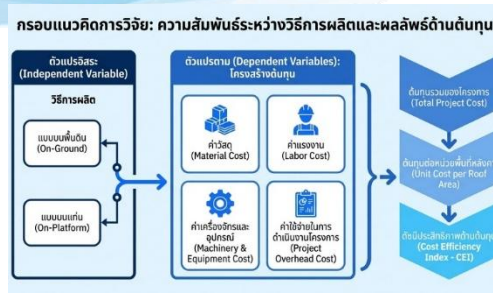 กรอบแนวคิดการวิจัย: ความสัมพันธ์ระหว่างวิธีการผลิตและผลลัพธ์ด้านต้นทุน
ตัวแปรอิสระ
(Independent Variable)
วิธีการผลิต
แบบบนพื้นดิน
(On-Ground)
แบบบนแท่น
(On-Platform)
ตัวแปรตาม (Dependent Variables):
โครงสร้างต้นทุน
ค่าวัสดุ
(Material Cost)
ค่าแรงงาน
(Labor Cost)
ค่าเครื่องจักรและ
อุปกรณ์
(Machinery &
Equipment Cost)
ค่าใช้จ่ายในการ
ดำเนินงานโครงการ
(Project
Overhead Cost)
ต้นทุนรวมของโครงการ
(Total Project Cost)
ต้นทุนต่อหน่วยพื้นที่หลังคา
(Unit Cost per Roof
Area)
ดัชนีประสิทธิภาพด้านต้นทุน
(Cost Efficiency
Index - CEI)